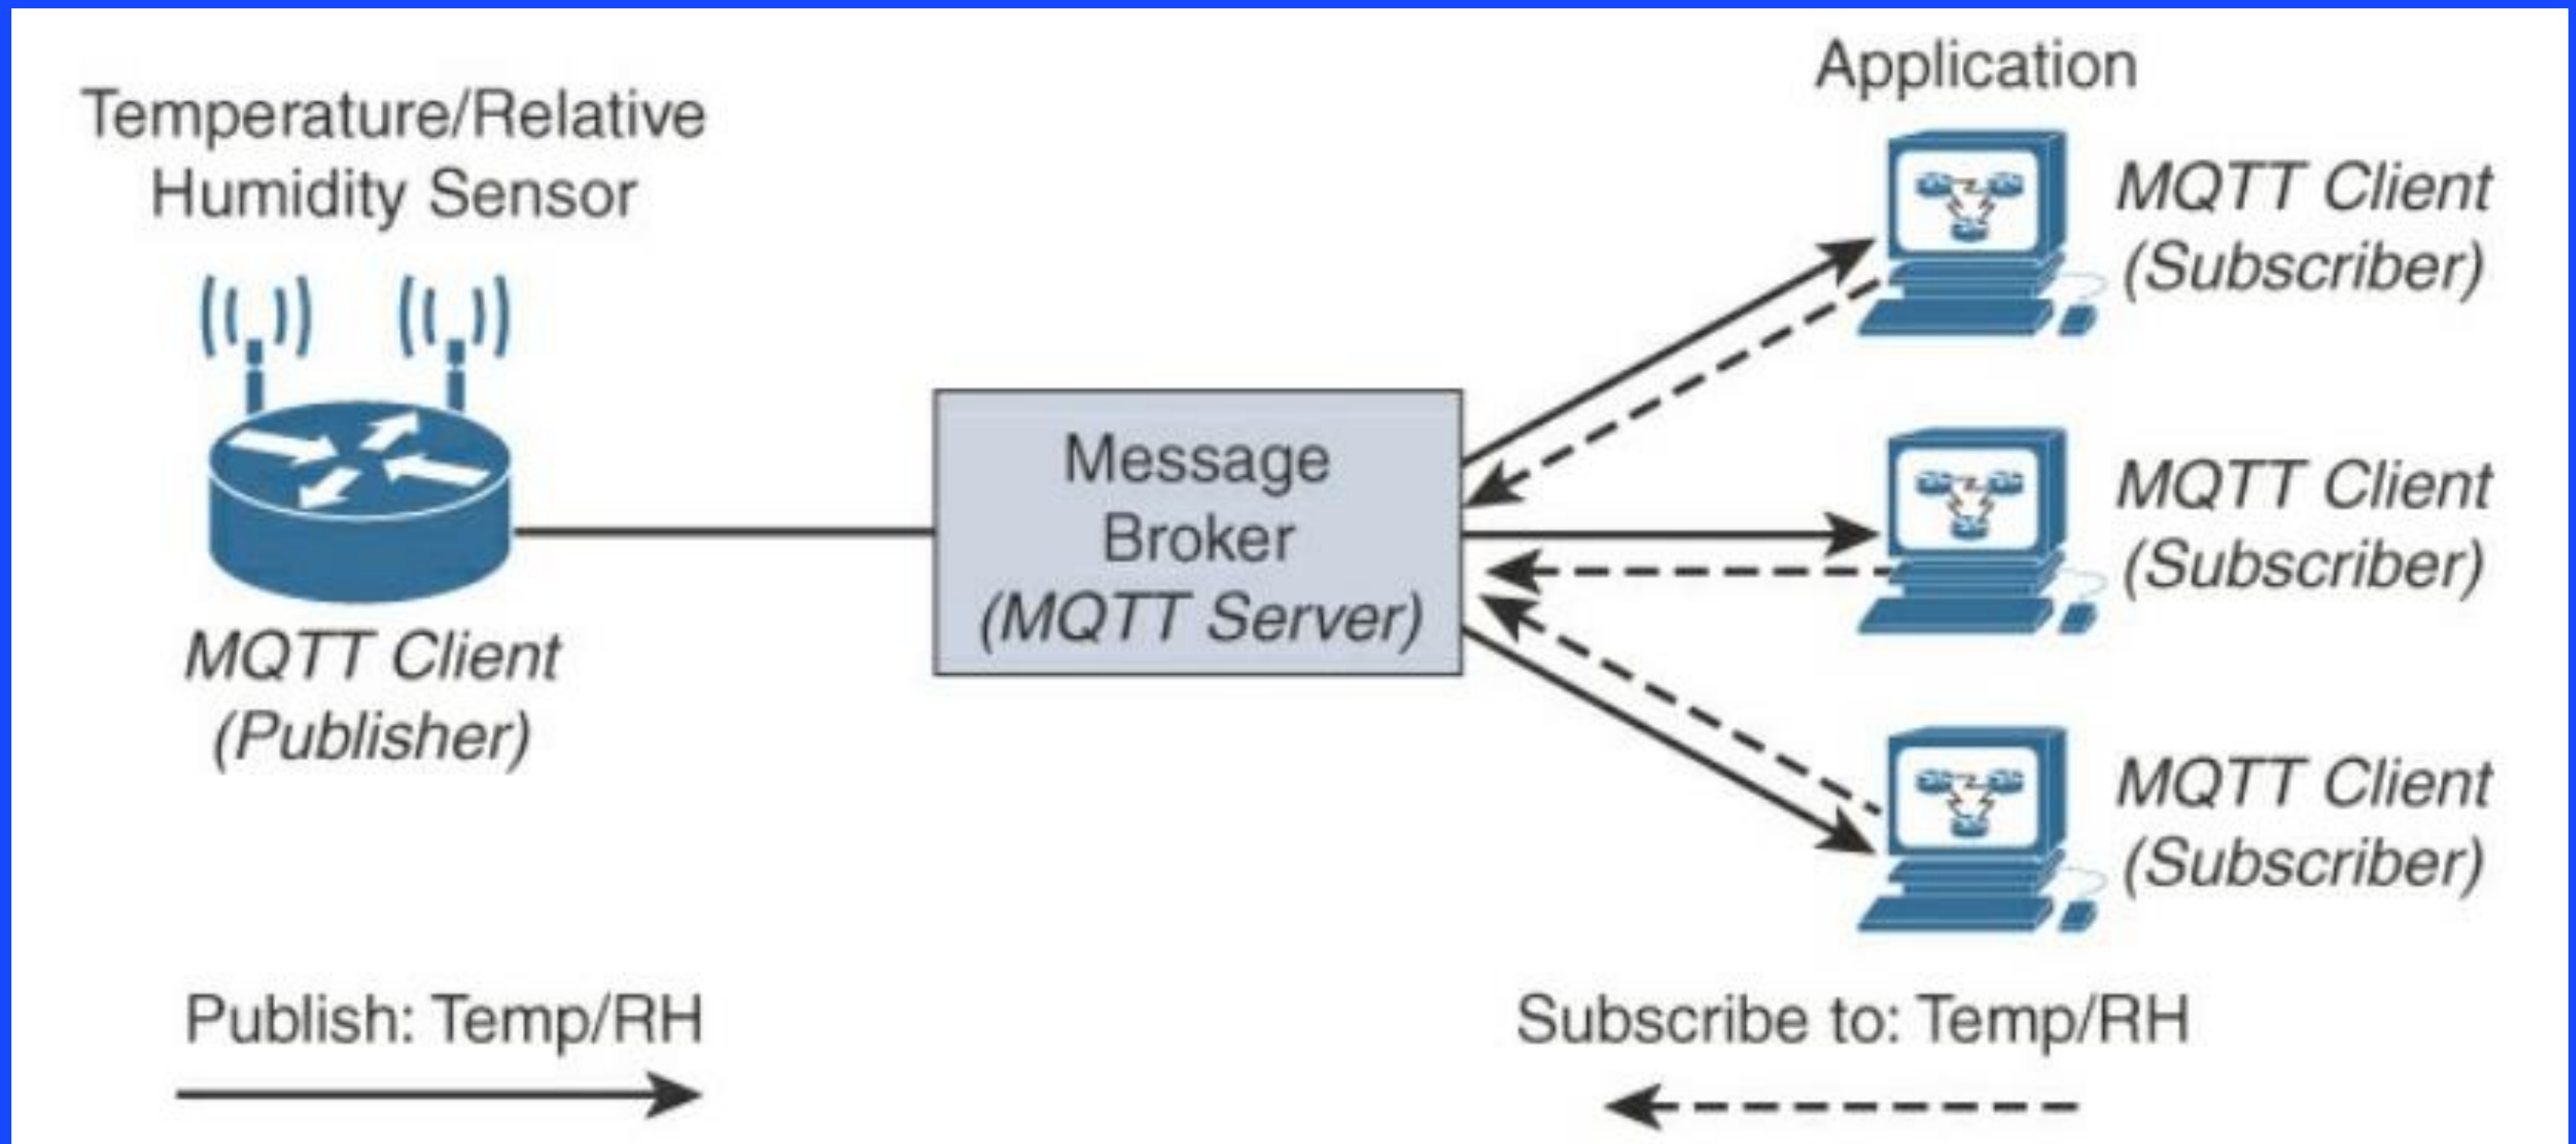 Temperature/Relative
Humidity Sensor
MQTT Client
(Publisher)
Message
Broker
(MQTT Server)
Application
MQTT Client
(Subscriber)
MQTT Client
(Subscriber)
MQTT Client
(Subscriber)
Publish: Temp/RH
Subscribe to: Temp/RH